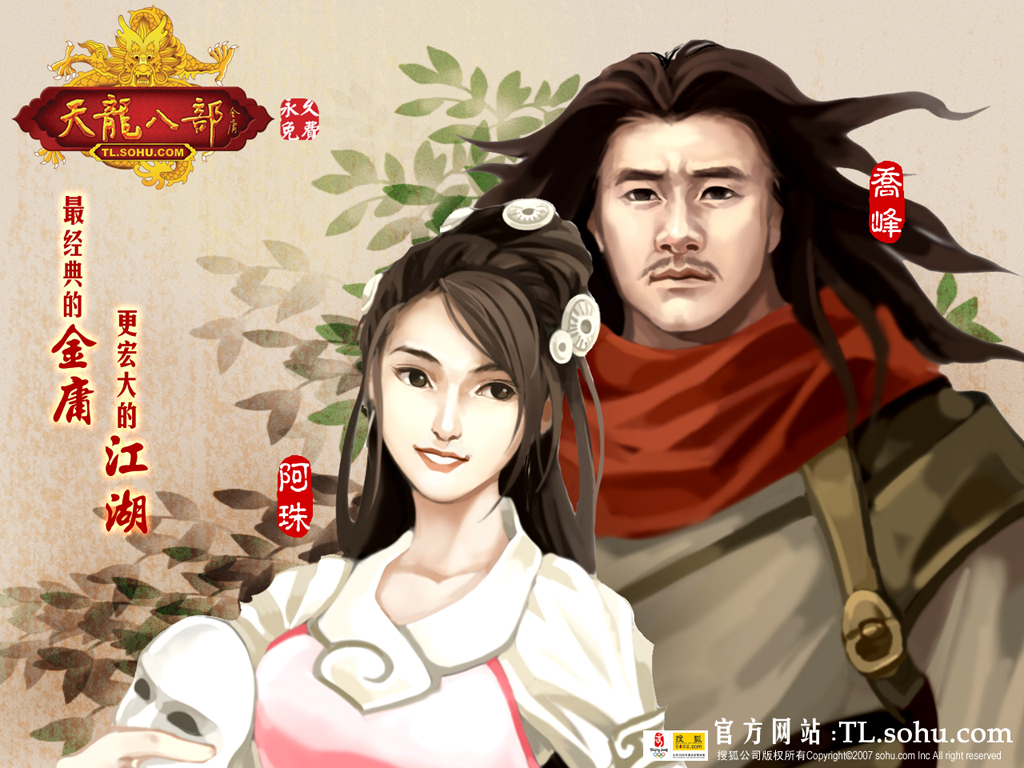 天龍八部 金庸
TL.SOHU.COM
永久
免費
最经典的金庸
更宏大的江湖
喬峰
阿珠
搜狐
官方网站:TL.sohu.com
搜狐公司版权所有Copyright©2007 sohu.com Inc All right reserved